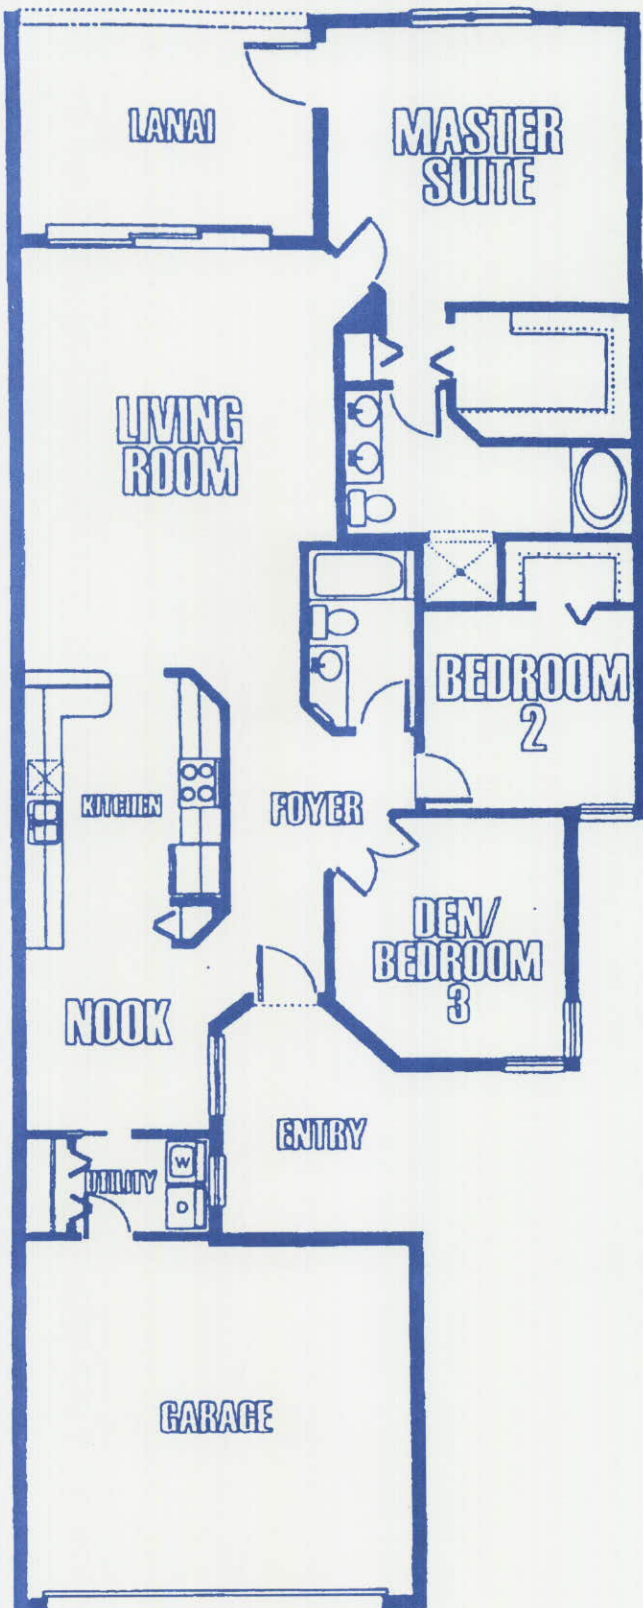 LANAI
MASTER
SUITE
LIVING
ROOM
BEDROOM
2
KITCHEN
FOYER
DEN/
BEDROOM
3
NOOK
ENTRY
UTILITY
W
D
GARAGE